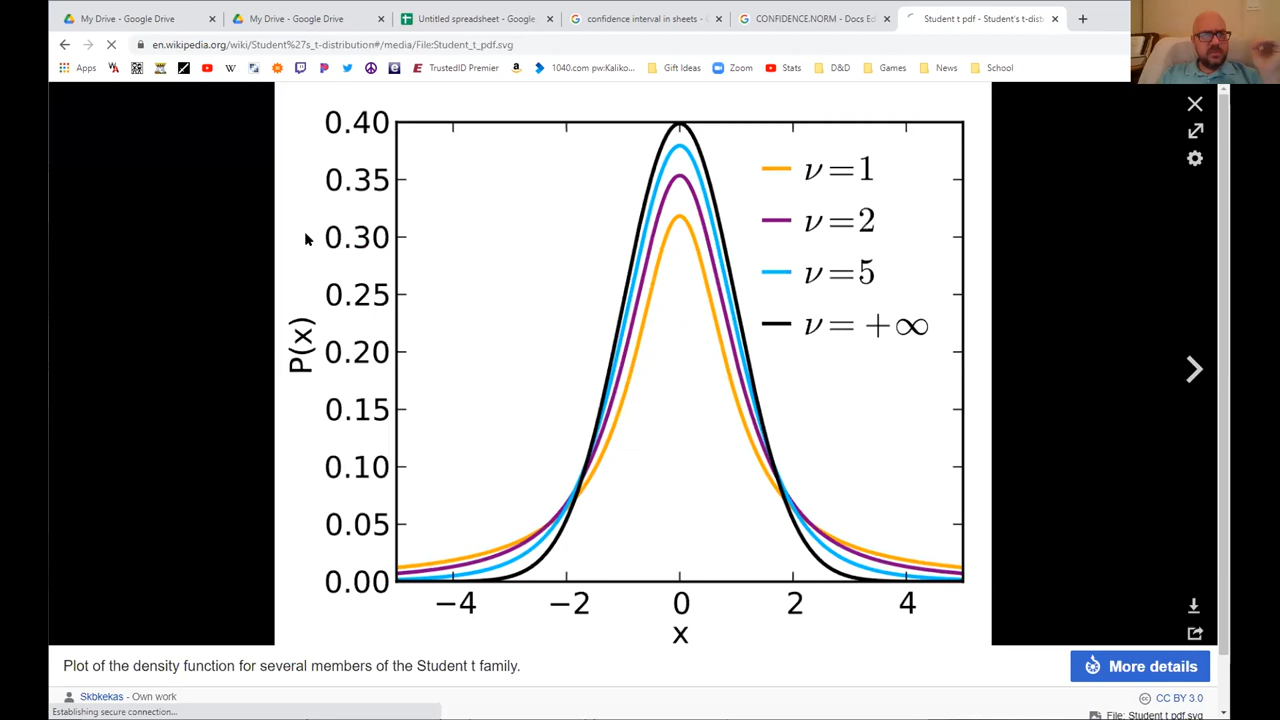 My Drive - Google Drive
My Drive - Google Drive
Untitled spreadsheet - Google
confidence interval in sheets -
CONFIDENCE.NORM - Docs Ed
Student t pdf - Student's t-dist
en.wikipedia.org/wiki/Student%27s_t-distribution#/media/File:Student_t_pdf.svg
Apps
TrustedID Premier
1040.com pw:Kaliko...
Gift Ideas
Zoom
Stats
D&D
Games
News
School
0.40
0.35
0.30
0.25
0.20
0.15
0.10
0.05
0.00
P(x)
ν=1
ν=2
ν=5
ν=+∞
−4
−2
0
2
4
x
Plot of the density function for several members of the Student t family.
More details
Skbkekas - Own work
CC BY 3.0
Establishing secure connection...
File: Student t pdf.svg